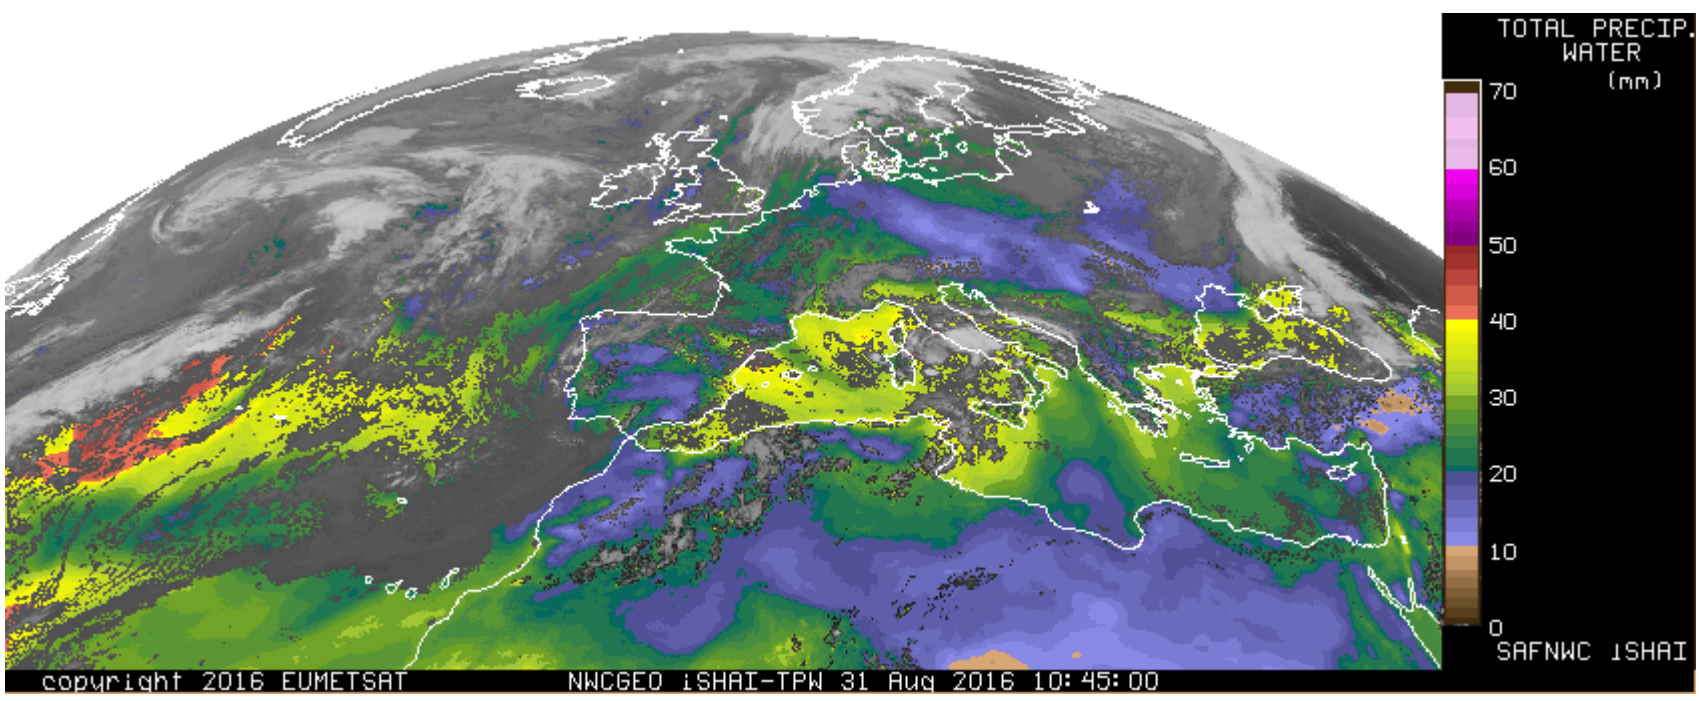 TOTAL PRECIP.
WATER
(mm)
70
60
50
40
30
20
10
0
SAFNWC iSHAI
copyright 2016 EUMETSAT NWCGEO iSHAI-TPW 31 Aug 2016 10:45:00